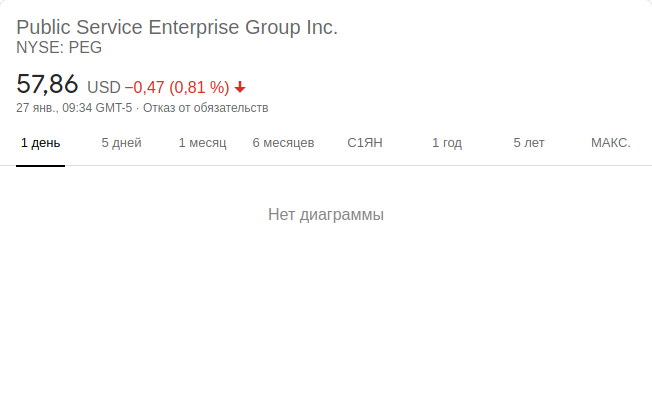 Public Service Enterprise Group Inc.
NYSE: PEG
57,86 USD −0,47 (0,81 %)
27 янв., 09:34 GMT-5 · Отказ от обязательств
1 день 5 дней 1 месяц 6 месяцев С1ЯН 1 год 5 лет МАКС.
Нет диаграммы